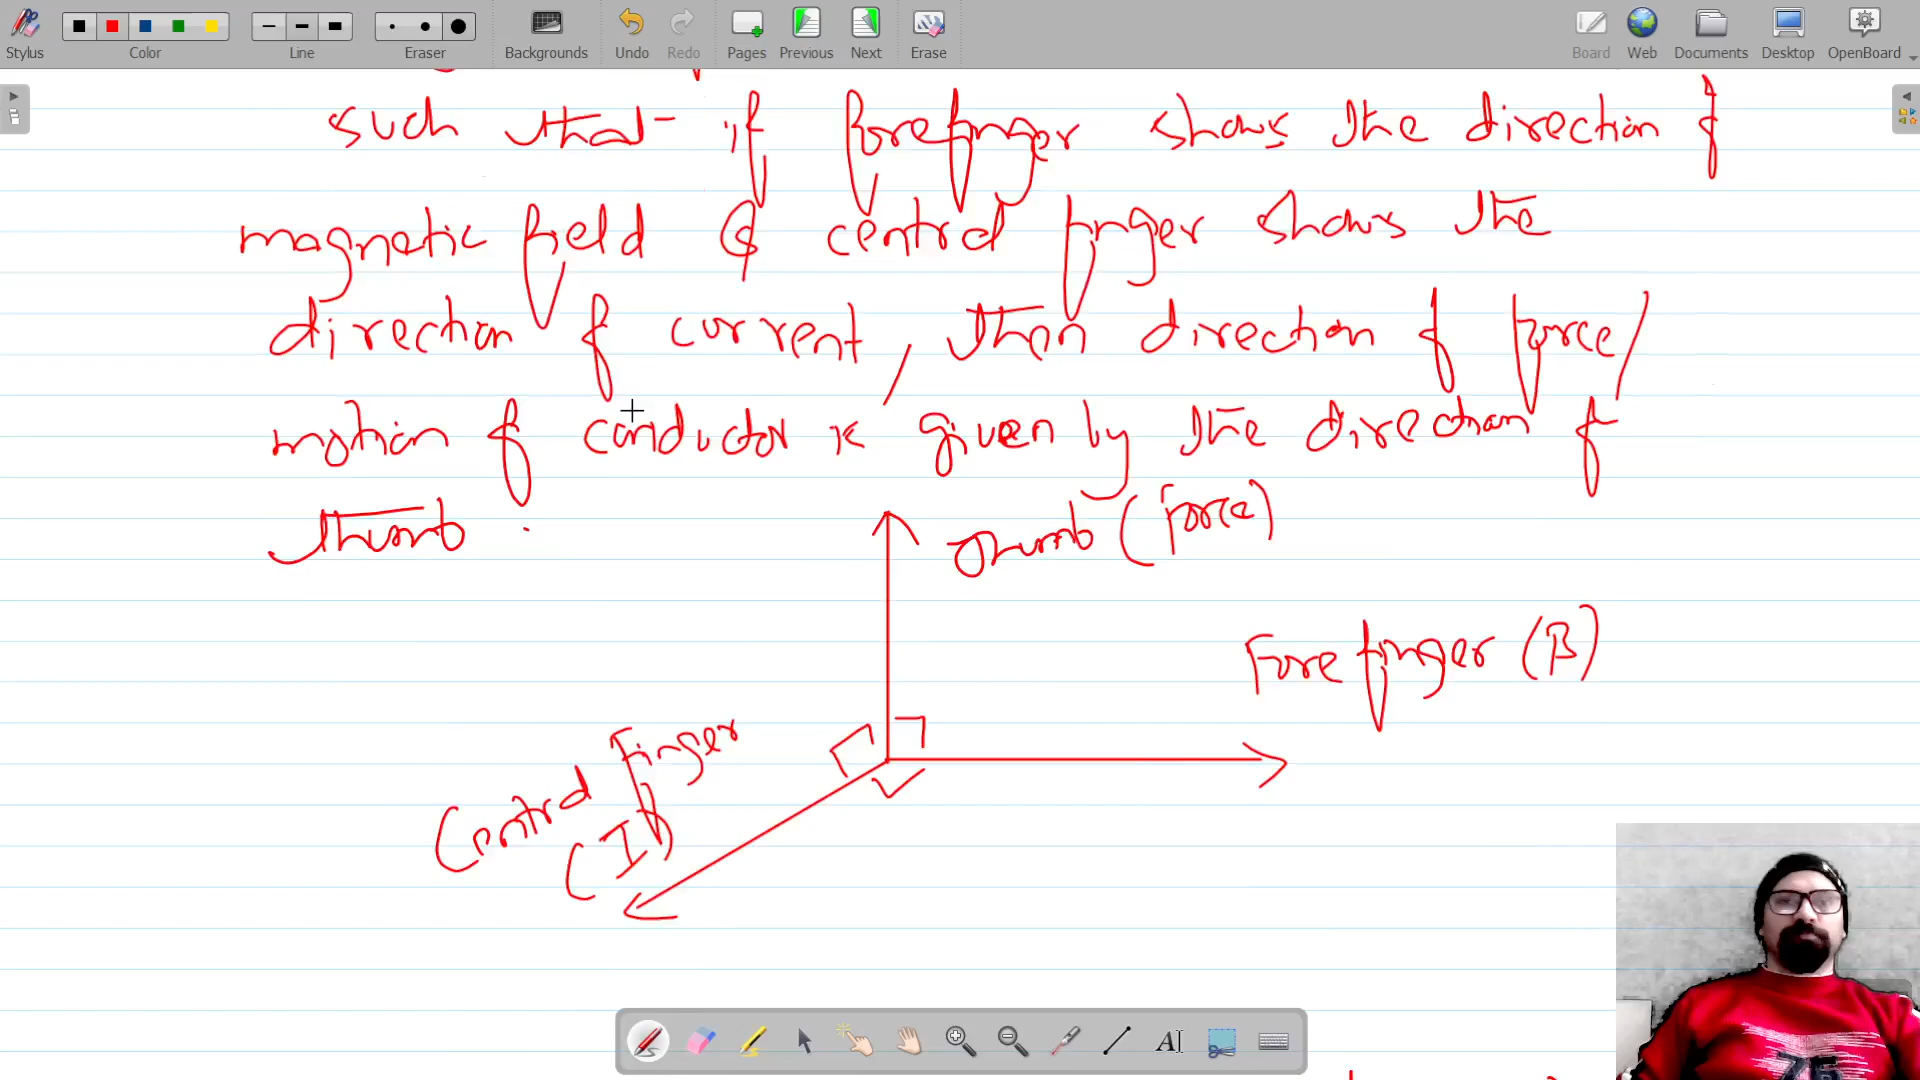 Stylus Color Line Eraser Backgrounds Undo Redo Pages Previous Next Erase Board Web Documents Desktop OpenBoard
such that if forefinger shows the direction of
magnetic field & central finger shows the
direction of current, then direction of force/
motion of conductor is given by the direction of
thumb.
Thumb (Force)
Forefinger (B)
Central Finger
(I)